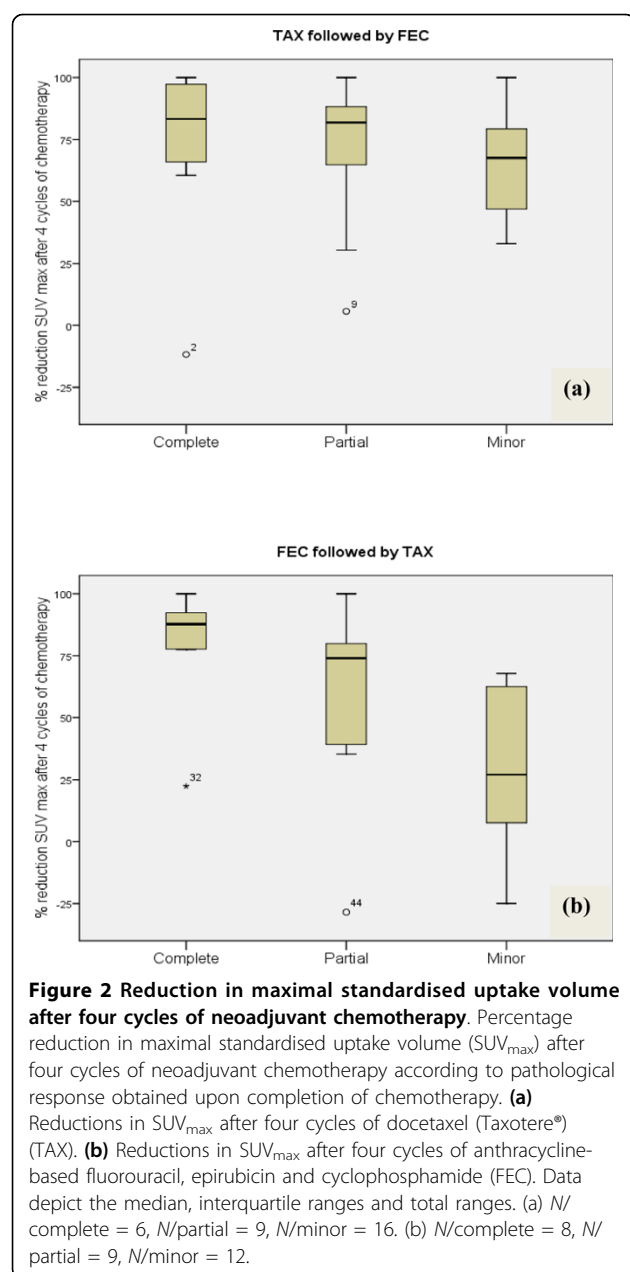 TAX followed by FEC
% reduction SUV max after 4 cycles of chemotherapy
100
75
50
25
0
-25
2
9
(a)
Complete Partial Minor
FEC followed by TAX
% reduction SUV max after 4 cycles of chemotherapy
100
75
50
25
0
-25
32
44
(b)
Complete Partial Minor
Figure 2 Reduction in maximal standardised uptake volume
after four cycles of neoadjuvant chemotherapy. Percentage
reduction in maximal standardised uptake volume (SUVmax) after
four cycles of neoadjuvant chemotherapy according to pathological
response obtained upon completion of chemotherapy. (a)
Reductions in SUVmax after four cycles of docetaxel (Taxotere®)
(TAX). (b) Reductions in SUVmax after four cycles of anthracycline-
based fluorouracil, epirubicin and cyclophosphamide (FEC). Data
depict the median, interquartile ranges and total ranges. (a) N/
complete = 6, N/partial = 9, N/minor = 16. (b) N/complete = 8, N/
partial = 9, N/minor = 12.